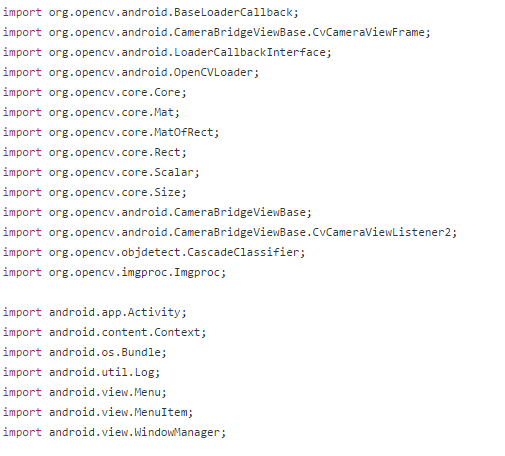 import org.opencv.android.BaseLoaderCallback;
import org.opencv.android.CameraBridgeViewBase.CvCameraViewFrame;
import org.opencv.android.LoaderCallbackInterface;
import org.opencv.android.OpenCVLoader;
import org.opencv.core.Core;
import org.opencv.core.Mat;
import org.opencv.core.MatOfRect;
import org.opencv.core.Rect;
import org.opencv.core.Scalar;
import org.opencv.core.Size;
import org.opencv.android.CameraBridgeViewBase;
import org.opencv.android.CameraBridgeViewBase.CvCameraViewListener2;
import org.opencv.objdetect.CascadeClassifier;
import org.opencv.imgproc.Imgproc;

import android.app.Activity;
import android.content.Context;
import android.os.Bundle;
import android.util.Log;
import android.view.Menu;
import android.view.MenuItem;
import android.view.WindowManager;